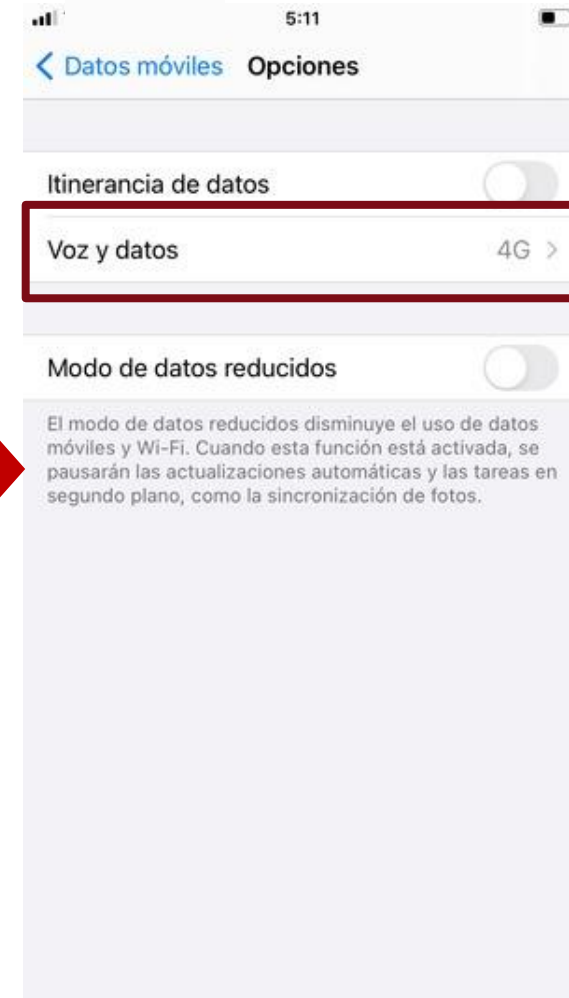 5:11
Datos móviles Opciones
Itinerancia de datos
Voz y datos 4G
Modo de datos reducidos
El modo de datos reducidos disminuye el uso de datos
móviles y Wi-Fi. Cuando esta función está activada, se
pausarán las actualizaciones automáticas y las tareas en
segundo plano, como la sincronización de fotos.